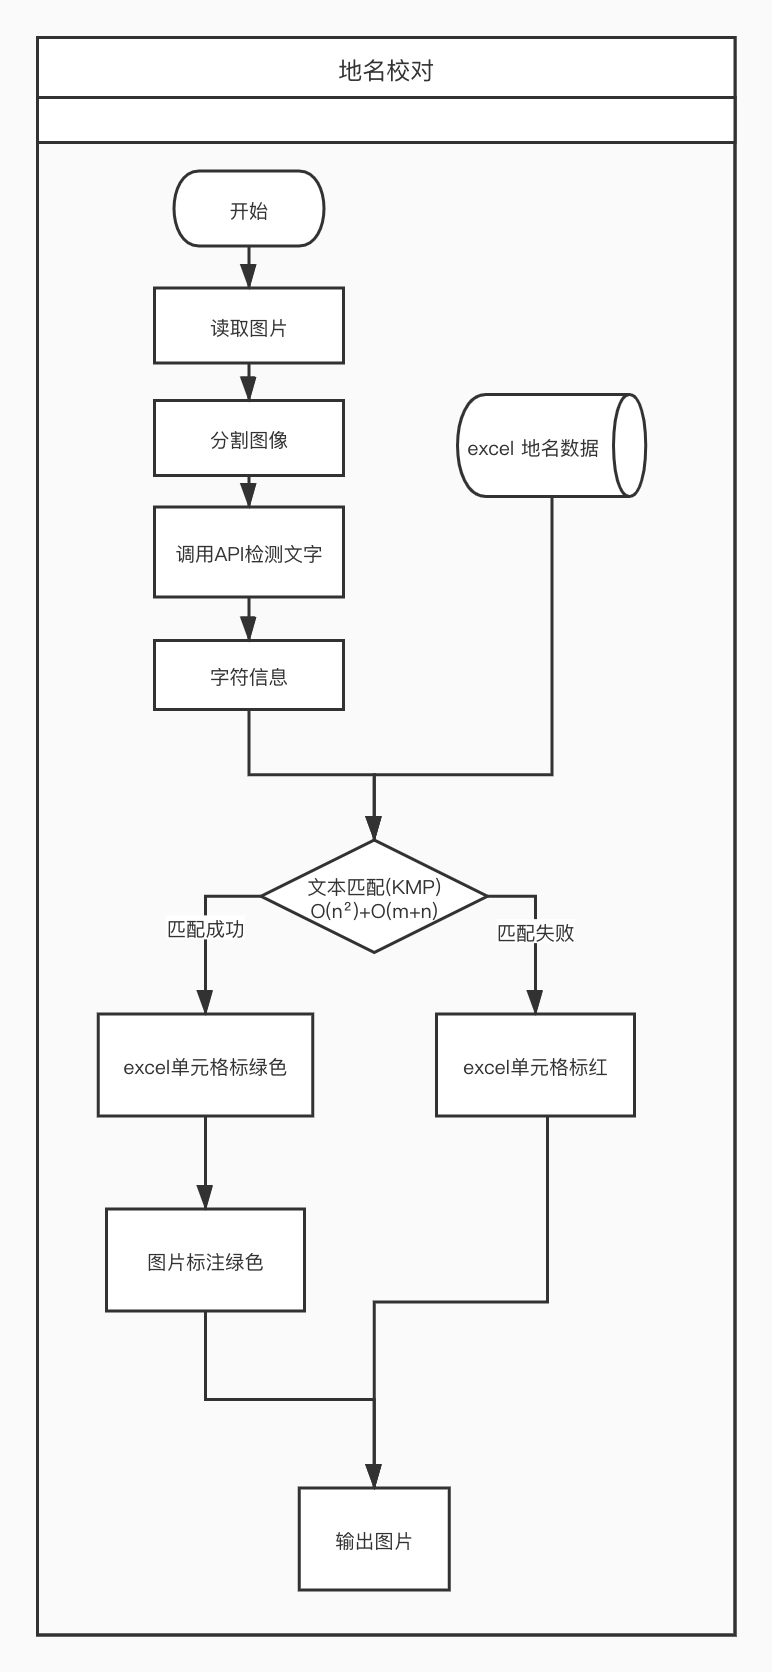 地名校对
开始
读取图片
分割图像
excel 地名数据
调用API检测文字
字符信息
文本匹配(KMP)
O(n²)+O(m+n)
匹配成功
匹配失败
excel单元格标绿色
excel单元格标红
图片标注绿色
输出图片